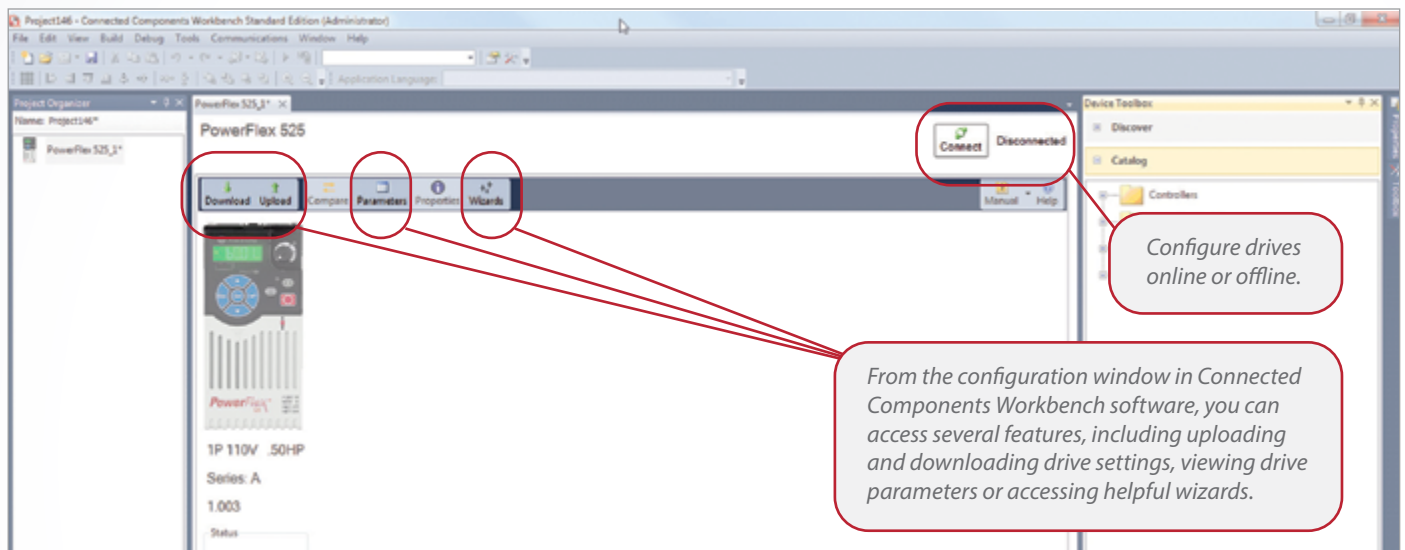 Project146 - Connected Components Workbench Standard Edition (Administrator)
File Edit View Build Debug Tools Communications Window Help
Application Language:
Project Organizer
Name: Project146*
PowerFlex 525_1*
PowerFlex 525_1*
PowerFlex 525
Connect Disconnected
Download Upload Compare Parameters Properties Wizards
Manual Help
PowerFlex
1P 110V .50HP
Series: A
1.003
Status
Device Toolbox
Discover
Catalog
Controllers
Properties
Toolbox
Configure drives
online or offline.
From the configuration window in Connected
Components Workbench software, you can
access several features, including uploading
and downloading drive settings, viewing drive
parameters or accessing helpful wizards.